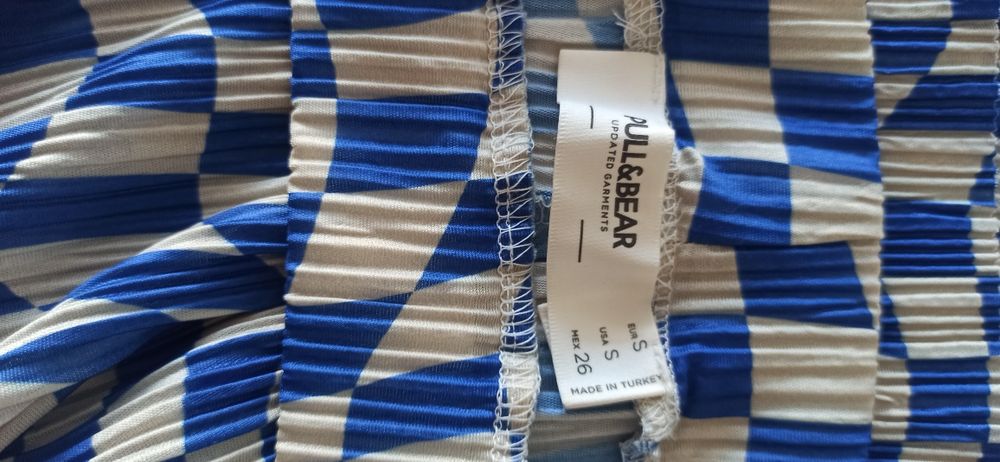 PULL&BEAR
UPDATED GARMENTS
EUR S
USA S
MEX 26
MADE IN TURKEY